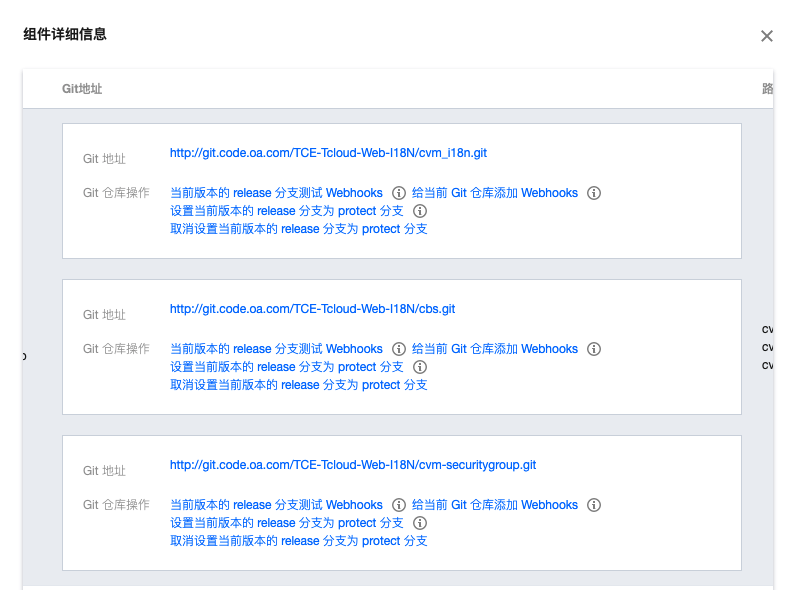 组件详细信息
Git地址 路
Git 地址 http://git.code.oa.com/TCE-Tcloud-Web-I18N/cvm_i18n.git
Git 仓库操作 当前版本的 release 分支测试 Webhooks 给当前 Git 仓库添加 Webhooks
设置当前版本的 release 分支为 protect 分支
取消设置当前版本的 release 分支为 protect 分支
Git 地址 http://git.code.oa.com/TCE-Tcloud-Web-I18N/cbs.git
Git 仓库操作 当前版本的 release 分支测试 Webhooks 给当前 Git 仓库添加 Webhooks
设置当前版本的 release 分支为 protect 分支
取消设置当前版本的 release 分支为 protect 分支
Git 地址 http://git.code.oa.com/TCE-Tcloud-Web-I18N/cvm-securitygroup.git
Git 仓库操作 当前版本的 release 分支测试 Webhooks 给当前 Git 仓库添加 Webhooks
设置当前版本的 release 分支为 protect 分支
取消设置当前版本的 release 分支为 protect 分支